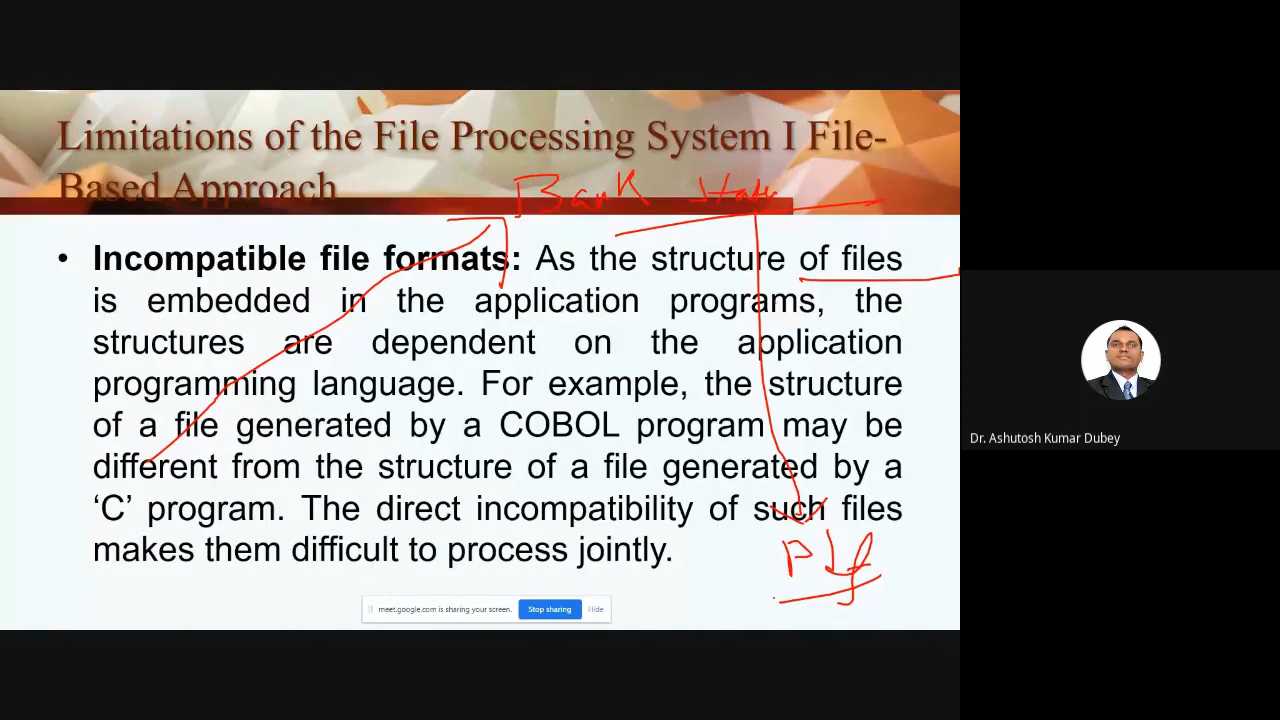 Limitations of the File Processing System I File-
Based Approach
Bank State
• Incompatible file formats: As the structure of files
is embedded in the application programs, the
structures are dependent on the application
programming language. For example, the structure
of a file generated by a COBOL program may be
different from the structure of a file generated by a
‘C’ program. The direct incompatibility of such files
makes them difficult to process jointly.
meet.google.com is sharing your screen. Stop sharing Hide
Dr. Ashutosh Kumar Dubey